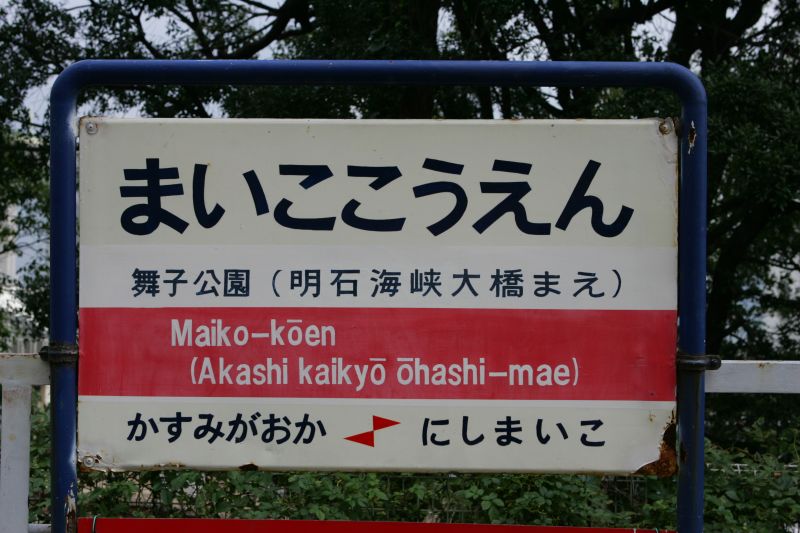 まいここうえん
舞子公園（明石海峡大橋まえ）
Maiko-kōen
(Akashi kaikyō ōhashi-mae)
かすみがおか にしまいこ